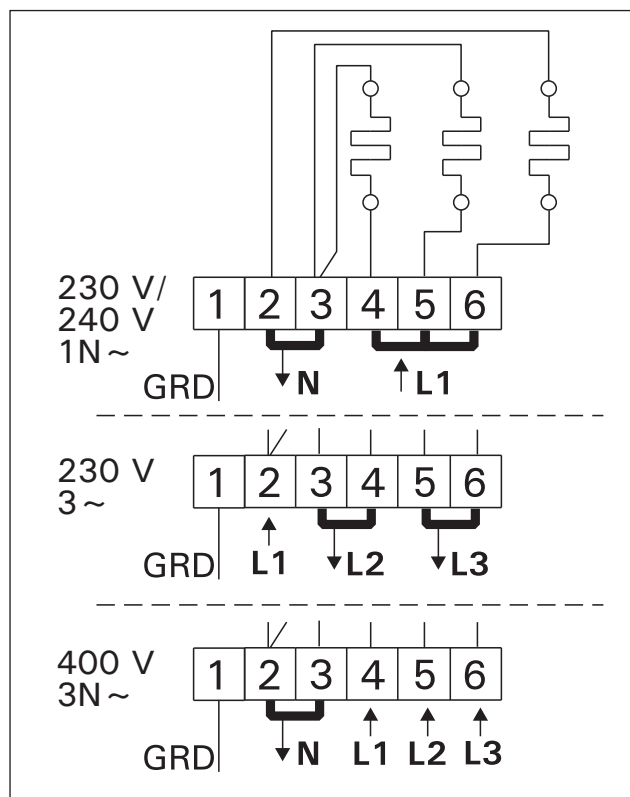 230 V/
240 V
1N ~
1 2 3 4 5 6
GRD N L1
230 V
3 ~
1 2 3 4 5 6
GRD L1 L2 L3
400 V
3N ~
1 2 3 4 5 6
GRD N L1 L2 L3